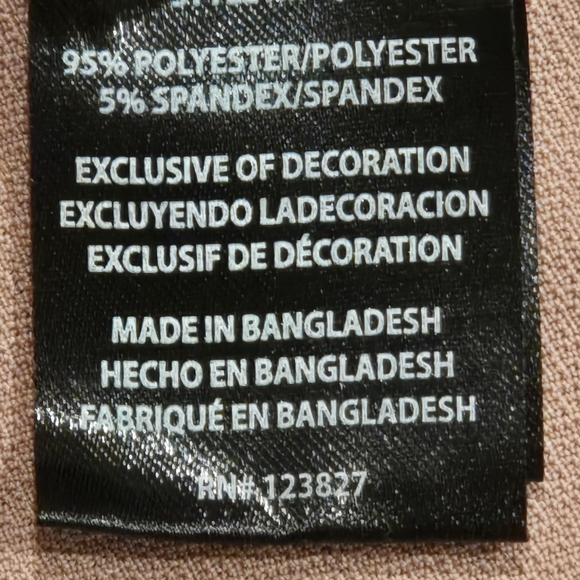 95% POLYESTER/POLYESTER
5% SPANDEX/SPANDEX
EXCLUSIVE OF DECORATION
EXCLUYENDO LADECORACION
EXCLUSIF DE DÉCORATION
MADE IN BANGLADESH
HECHO EN BANGLADESH
FABRIQUÉ EN BANGLADESH
RN# 123827